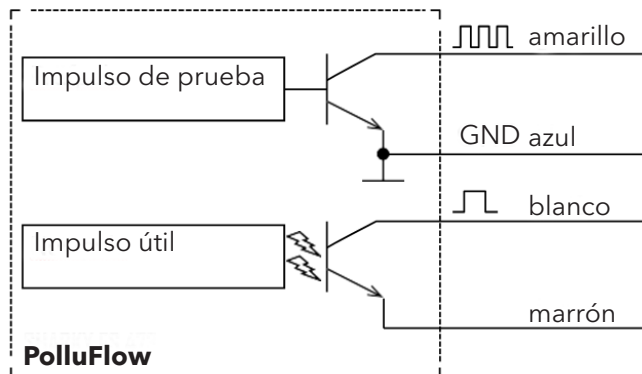 amarillo
Impulso de prueba
GND azul
blanco
Impulso útil
marrón
PolluFlow